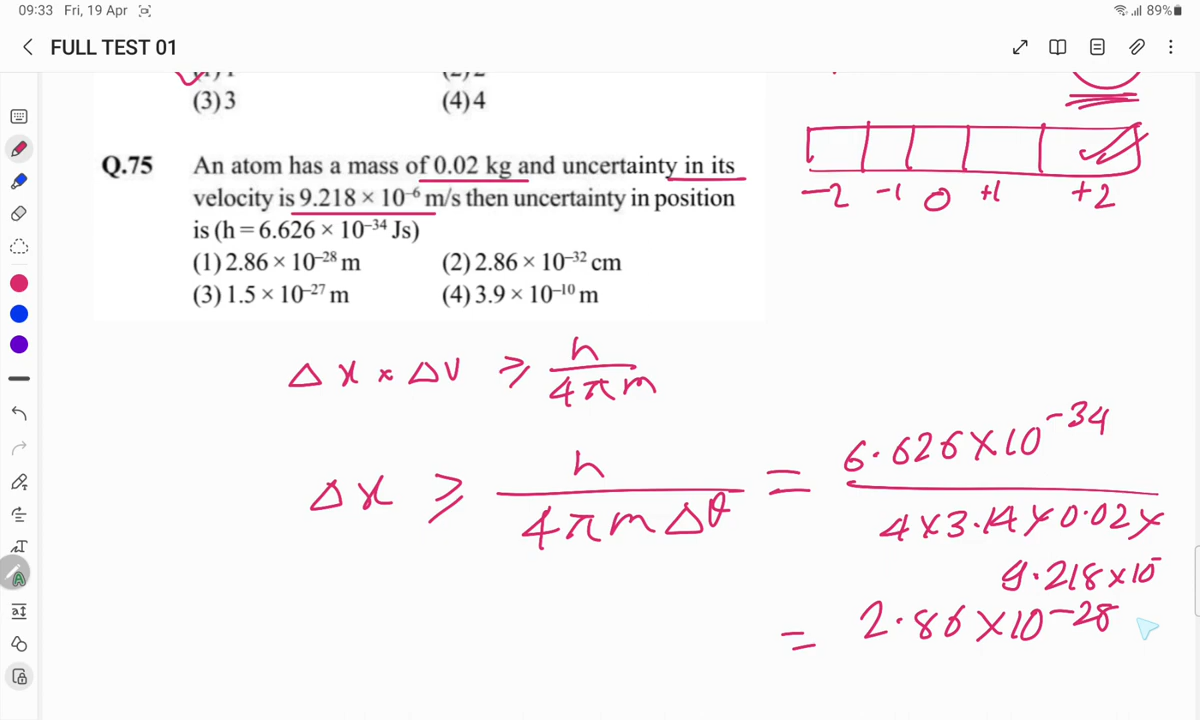 09:33 Fri, 19 Apr 89%
FULL TEST 01
(3) 3 (4) 4
-2 -1 0 +1 +2
Q.75 An atom has a mass of 0.02 kg and uncertainty in its
velocity is 9.218 × 10⁻⁶ m/s then uncertainty in position
is (h = 6.626 × 10⁻³⁴ Js)
(1) 2.86 × 10⁻²⁸ m (2) 2.86 × 10⁻³² cm
(3) 1.5 × 10⁻²⁷ m (4) 3.9 × 10⁻¹⁰ m
Δx × ΔV ≥ h / 4πm
Δx ≥ h / 4πmΔv = 6.626×10⁻³⁴ / 4×3.14×0.02×
9.218×10⁻
= 2.86×10⁻²⁸